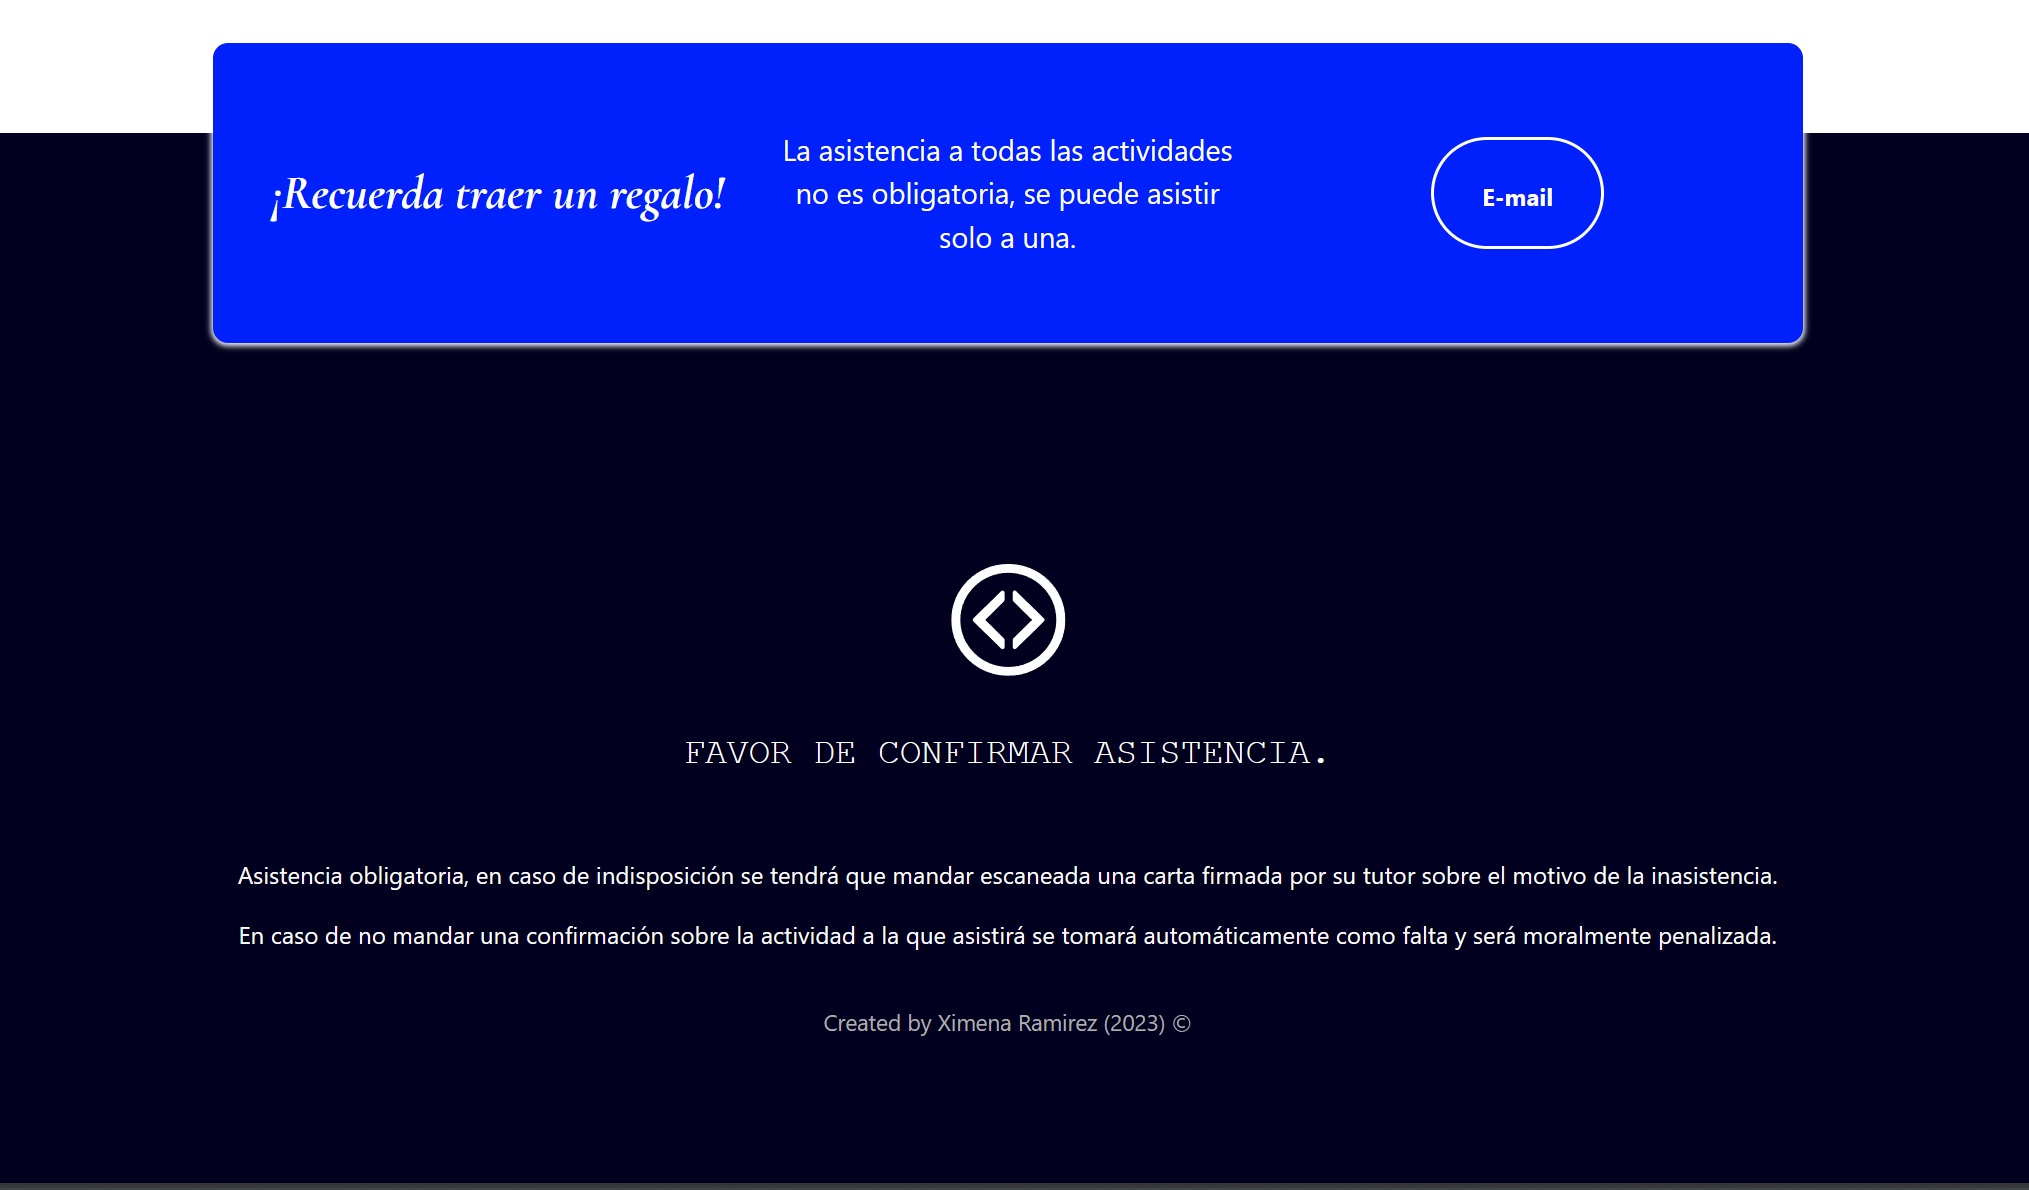 ¡Recuerda traer un regalo!
La asistencia a todas las actividades
no es obligatoria, se puede asistir
solo a una.
E-mail
FAVOR DE CONFIRMAR ASISTENCIA.
Asistencia obligatoria, en caso de indisposición se tendrá que mandar escaneada una carta firmada por su tutor sobre el motivo de la inasistencia.
En caso de no mandar una confirmación sobre la actividad a la que asistirá se tomará automáticamente como falta y será moralmente penalizada.
Created by Ximena Ramirez (2023) ©